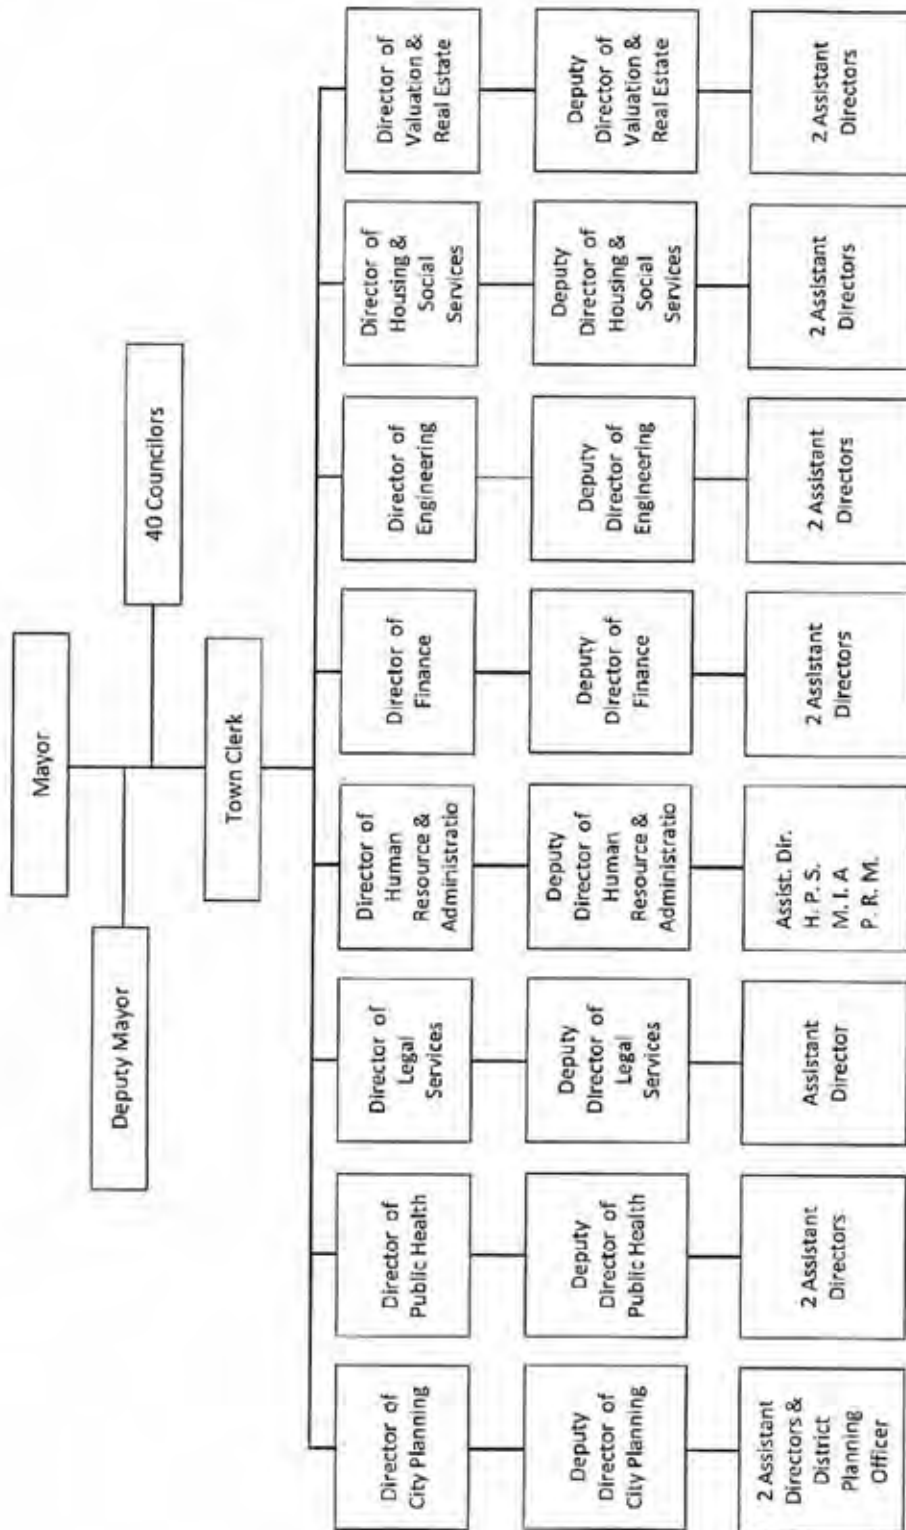 Mayor
Deputy Mayor
40 Councilors
Town Clerk
Director of
City Planning
Director of
Public Health
Director of
Legal
Services
Director of
Human
Resource &
Administratio
Director of
Finance
Director of
Engineering
Director of
Housing &
Social
Services
Director of
Valuation &
Real Estate
Deputy
Director of
City Planning
Deputy
Director of
Public Health
Deputy
Director of
Legal
Services
Deputy
Director of
Human
Resource &
Administratio
Deputy
Director of
Finance
Deputy
Director of
Engineering
Deputy
Director of
Housing &
Social
Services
Deputy
Director of
Valuation &
Real Estate
2 Assistant
Directors &
District
Planning
Officer
2 Assistant
Directors
Assistant
Director
Assist. Dir.
H. P. S.
M. I. A
P. R. M.
2 Assistant
Directors
2 Assistant
Directors
2 Assistant
Directors
2 Assistant
Directors